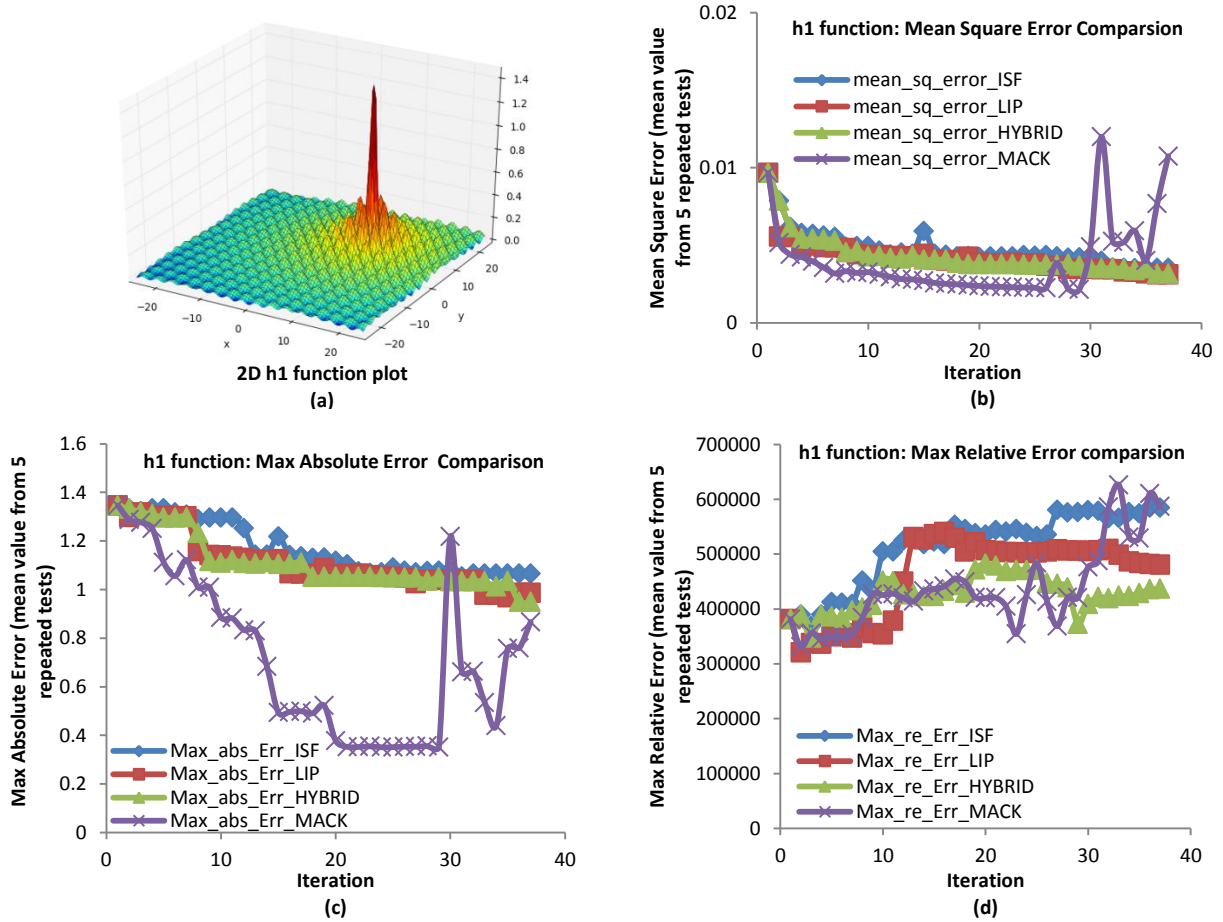 1.4
1.2
1.0
0.8
0.6
0.4
0.2
0.0
−20
−10
0
10
20
x
−20
−10
0
10
20
y
2D h1 function plot
(a)
h1 function: Mean Square Error Comparsion
Mean Square Error (mean value
from 5 repeated tests)
0.02
0.01
0
mean_sq_error_ISF
mean_sq_error_LIP
mean_sq_error_HYBRID
mean_sq_error_MACK
0
10
20
30
40
Iteration
(b)
h1 function: Max Absolute Error Comparison
Max Absolute Error (mean value from 5
repeated tests)
1.6
1.4
1.2
1
0.8
0.6
0.4
0.2
0
Max_abs_Err_ISF
Max_abs_Err_LIP
Max_abs_Err_HYBRID
Max_abs_Err_MACK
0
10
20
30
40
Iteration
(c)
h1 function: Max Relative Error comparsion
Max Relative Error (mean value from 5
repeated tests)
700000
600000
500000
400000
300000
200000
100000
0
Max_re_Err_ISF
Max_re_Err_LIP
Max_re_Err_HYBRID
Max_re_Err_MACK
0
10
20
30
40
Iteration
(d)